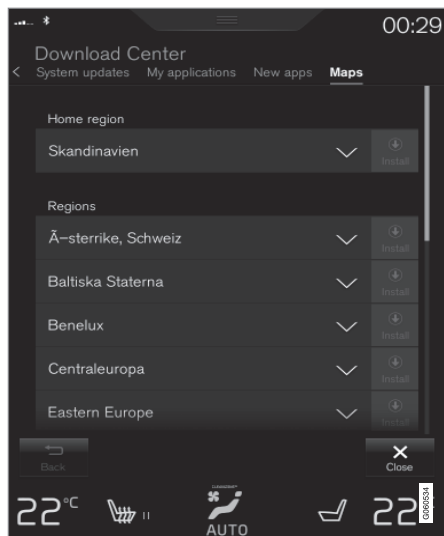 00:29
Download Center
System updates My applications New apps Maps
Home region
Skandinavien
Install
Regions
Ã–sterrike, Schweiz
Install
Baltiska Staterna
Install
Benelux
Install
Centraleuropa
Install
Eastern Europe
Install
Back
Close
22°C
AUTO
22
G060534